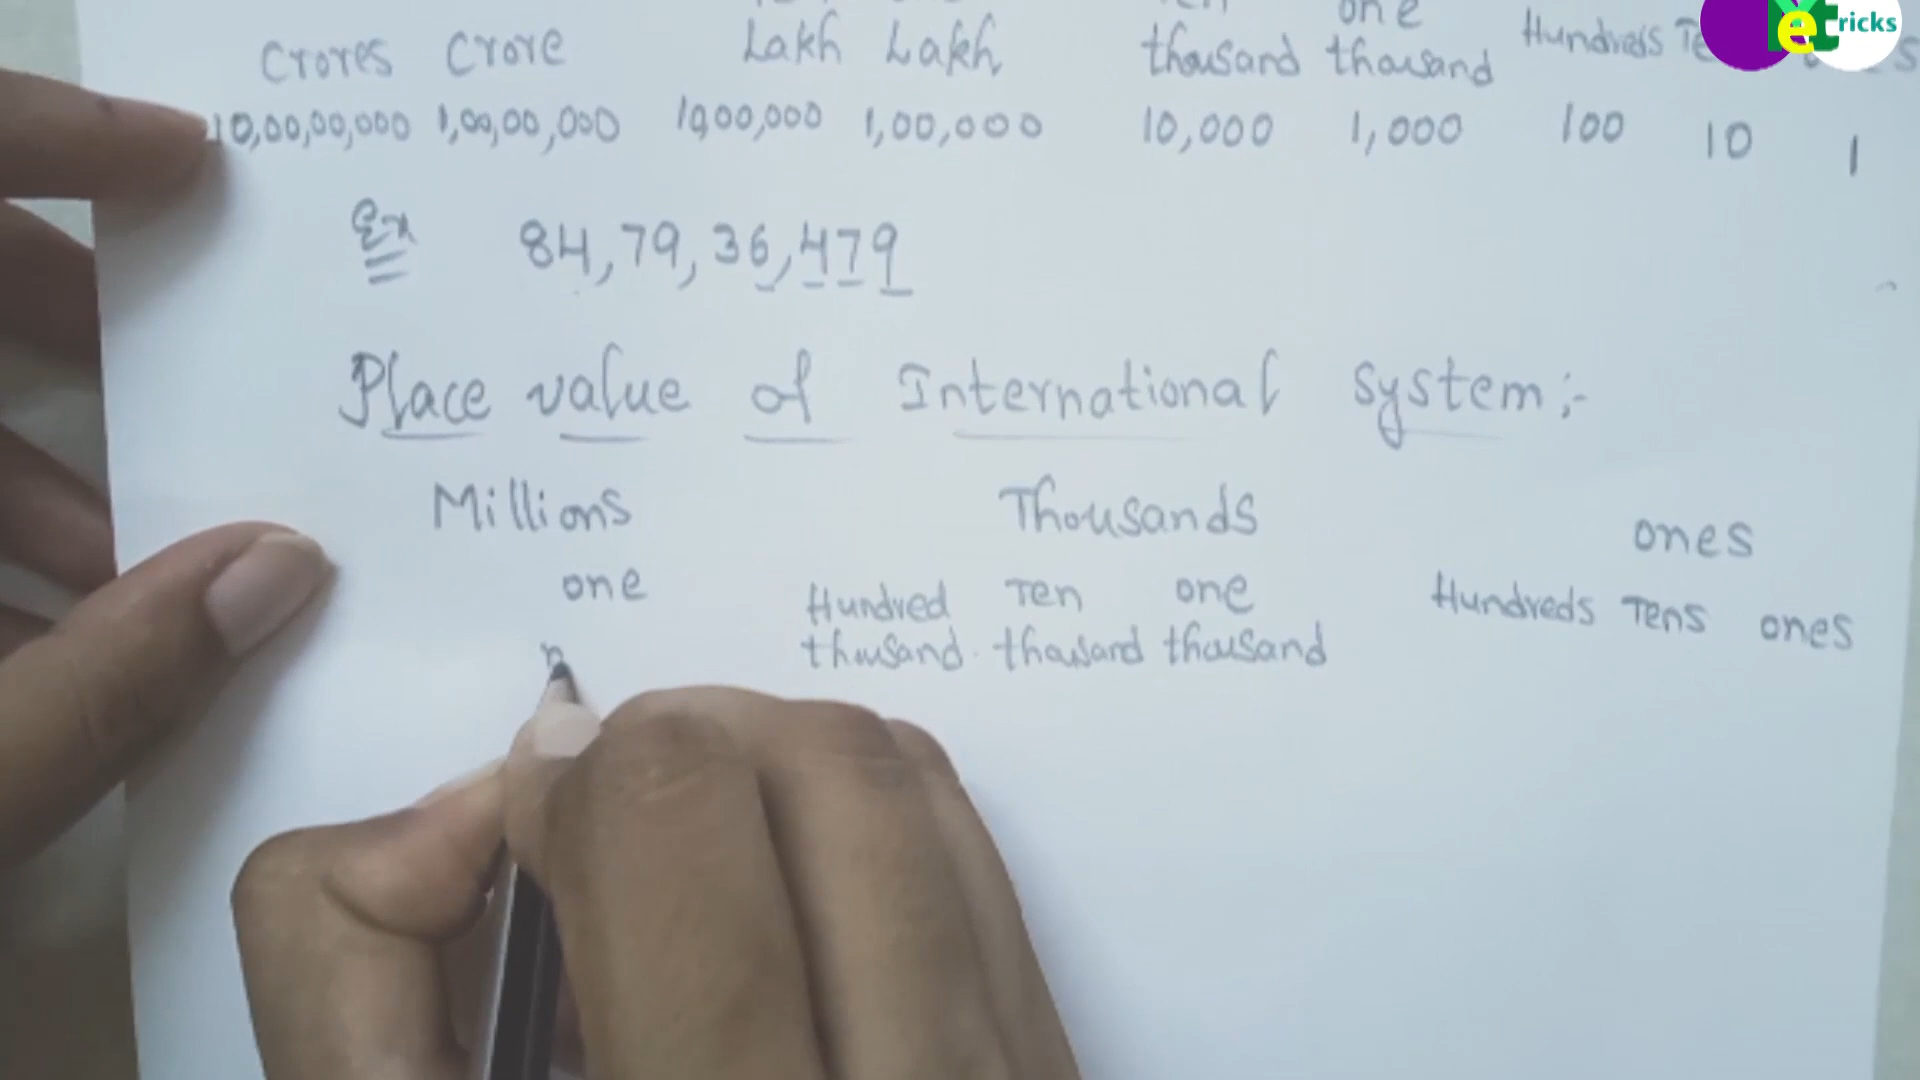 one
Crores Crore Lakh Lakh thousand thousand Hundreds
10,00,00,000 1,00,00,000 10,00,000 1,00,000 10,000 1,000 100 10 1
Ex 84,79,36,479
Place value of International system:-
Millions Thousands ones
one Hundred Ten one Hundreds Tens ones
thousand thousand thousand
Yet ricks